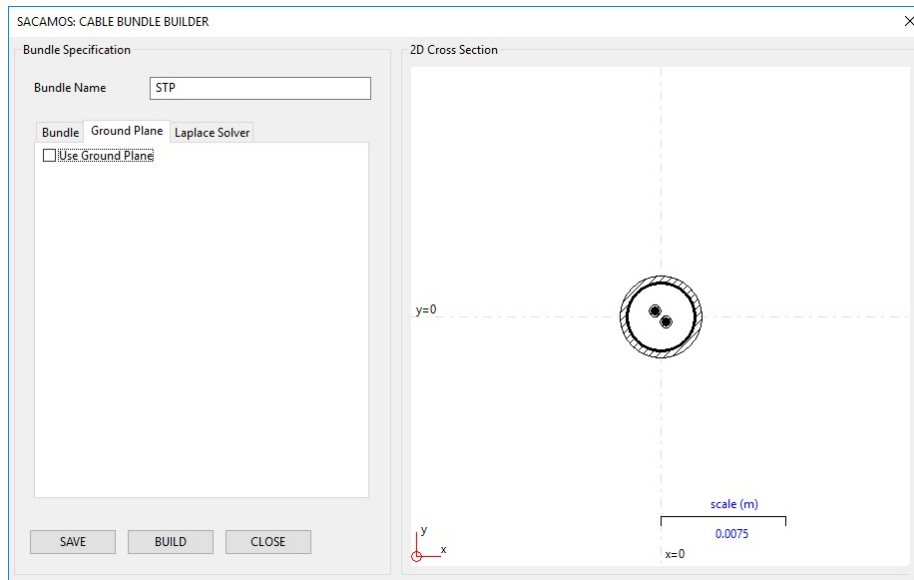 SACAMOS: CABLE BUNDLE BUILDER
Bundle Specification
Bundle Name STP
Bundle Ground Plane Laplace Solver
Use Ground Plane
SAVE BUILD CLOSE
2D Cross Section
y=0
scale (m)
0.0075
x=0
y
x